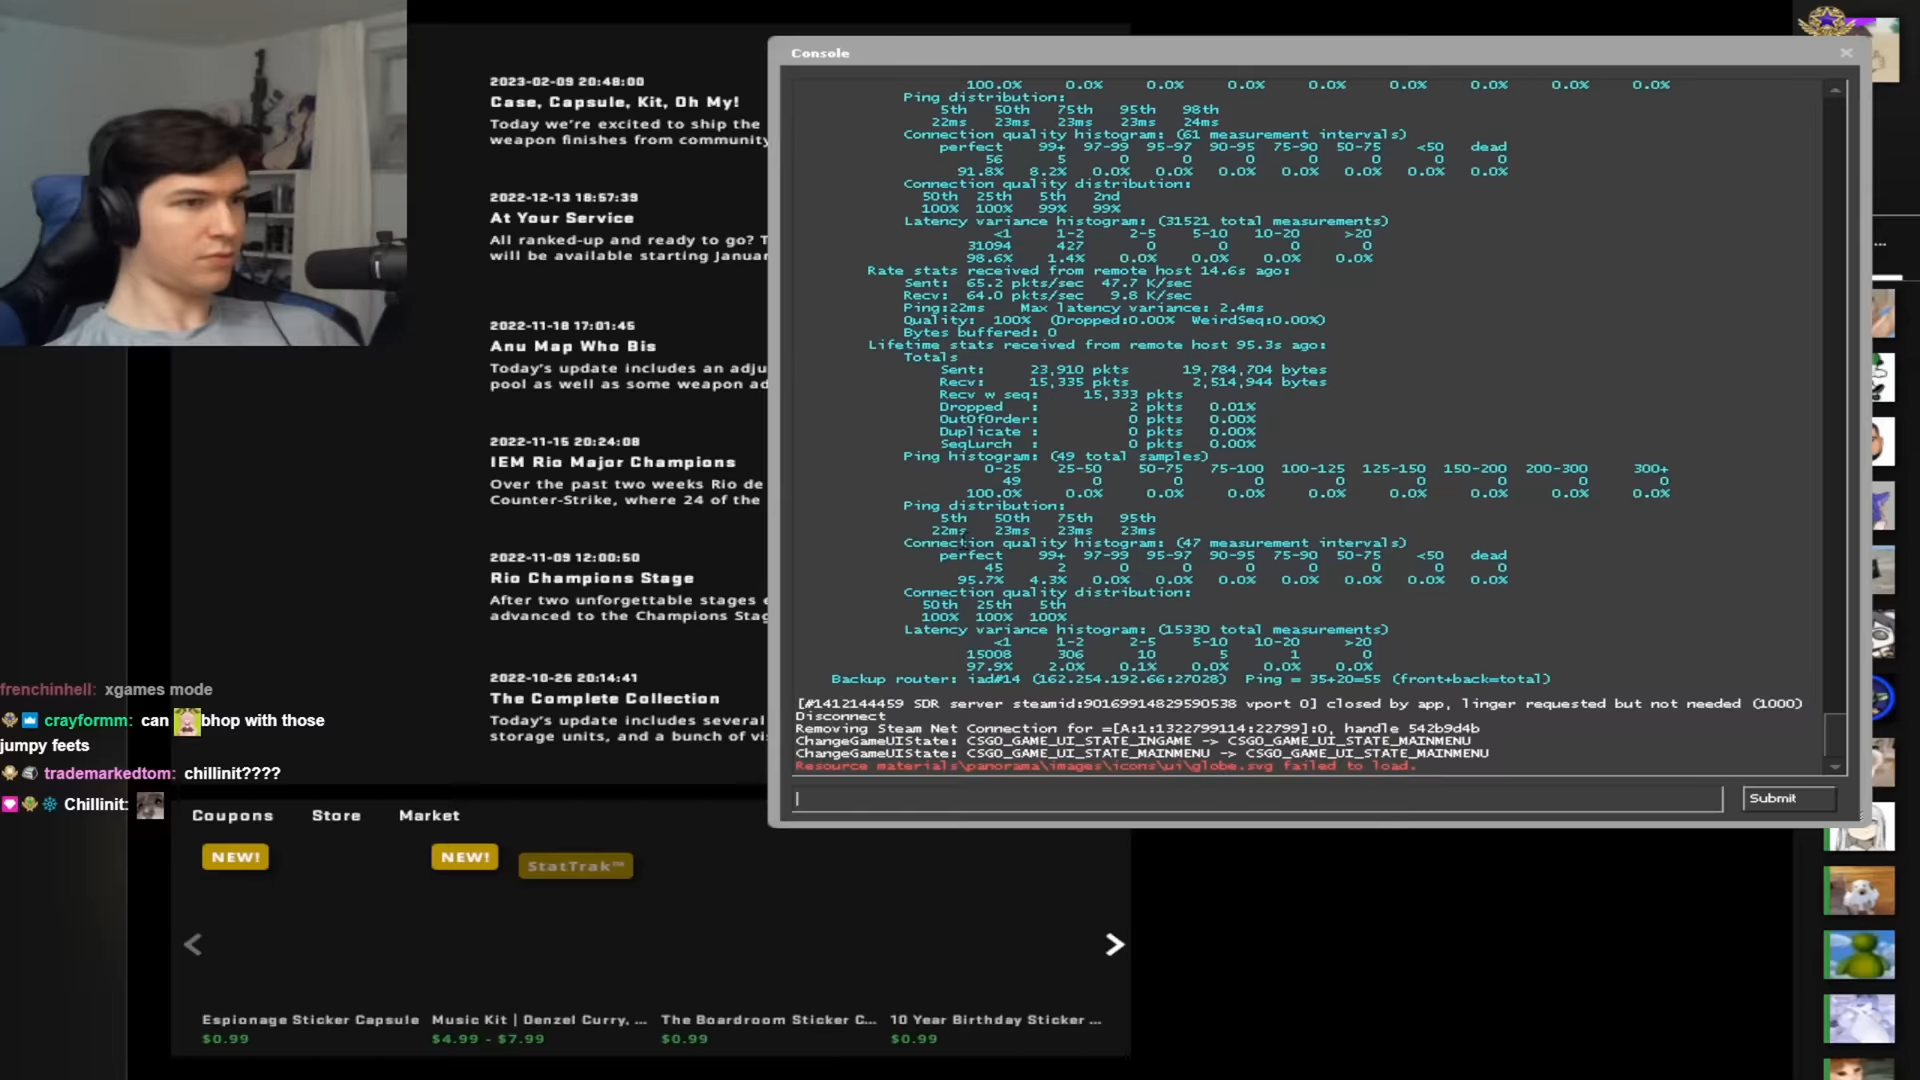 2023-02-09 20:48:00
Case, Capsule, Kit, Oh My!
Today we're excited to ship the
weapon finishes from community
2022-12-13 18:57:39
At Your Service
All ranked-up and ready to go? T
will be available starting Januar
2022-11-18 17:01:45
Anu Map Who Bis
Today's update includes an adju
pool as well as some weapon ad
2022-11-15 20:24:08
IEM Rio Major Champions
Over the past two weeks Rio de
Counter-Strike, where 24 of the
2022-11-09 12:00:50
Rio Champions Stage
After two unforgettable stages
advanced to the Champions Stag
2022-10-26 20:14:41
The Complete Collection
Today's update includes several
storage units, and a bunch of vi
frenchinhell: xgames mode
crayformm: can bhop with those
jumpy feets
trademarkedtom: chillinit????
Chillinit:
Console
100.0% 0.0% 0.0% 0.0% 0.0% 0.0% 0.0% 0.0% 0.0%
Ping distribution:
5th 50th 75th 95th 98th
22ms 23ms 23ms 23ms 24ms
Connection quality histogram: (61 measurement intervals)
perfect 99+ 97-99 95-97 90-95 75-90 50-75 <50 dead
56 5 0 0 0 0 0 0 0
91.8% 8.2% 0.0% 0.0% 0.0% 0.0% 0.0% 0.0% 0.0%
Connection quality distribution:
50th 25th 5th 2nd
100% 100% 99% 99%
Latency variance histogram: (31521 total measurements)
<1 1-2 2-5 5-10 10-20 >20
31094 427 0 0 0 0
98.6% 1.4% 0.0% 0.0% 0.0% 0.0%
Rate stats received from remote host 14.6s ago:
Sent: 65.2 pkts/sec 47.7 K/sec
Recv: 64.0 pkts/sec 9.8 K/sec
Ping:22ms Max latency variance: 2.4ms
Quality: 100% (Dropped:0.00% WeirdSeq:0.00%)
Bytes buffered: 0
Lifetime stats received from remote host 95.3s ago:
Totals
Sent: 23,910 pkts 19,784,704 bytes
Recv: 15,335 pkts 2,514,944 bytes
Recv w seq: 15,333 pkts
Dropped : 2 pkts 0.01%
OutOfOrder: 0 pkts 0.00%
Duplicate : 0 pkts 0.00%
SeqLurch : 0 pkts 0.00%
Ping histogram: (49 total samples)
0-25 25-50 50-75 75-100 100-125 125-150 150-200 200-300 300+
49 0 0 0 0 0 0 0 0
100.0% 0.0% 0.0% 0.0% 0.0% 0.0% 0.0% 0.0% 0.0%
Ping distribution:
5th 50th 75th 95th
22ms 23ms 23ms 23ms
Connection quality histogram: (47 measurement intervals)
perfect 99+ 97-99 95-97 90-95 75-90 50-75 <50 dead
45 2 0 0 0 0 0 0 0
95.7% 4.3% 0.0% 0.0% 0.0% 0.0% 0.0% 0.0% 0.0%
Connection quality distribution:
50th 25th 5th
100% 100% 100%
Latency variance histogram: (15330 total measurements)
<1 1-2 2-5 5-10 10-20 >20
15008 306 10 5 1 0
97.9% 2.0% 0.1% 0.0% 0.0% 0.0%
Backup router: iad#14 (162.254.192.66:27028) Ping = 35+20=55 (front+back=total)
[#1412144459 SDR server steamid:90169914829590538 vport 0] closed by app, linger requested but not needed (1000)
Disconnect
Removing Steam Net Connection for =[A:1:1322799114:22799]:0, handle 542b9d4b
ChangeGameUIState: CSGO_GAME_UI_STATE_INGAME -> CSGO_GAME_UI_STATE_MAINMENU
ChangeGameUIState: CSGO_GAME_UI_STATE_MAINMENU -> CSGO_GAME_UI_STATE_MAINMENU
Resource materials\panorama\images\icons\ui\globe.svg failed to load.
Submit
Coupons Store Market
NEW! NEW! StatTrak™
Espionage Sticker Capsule Music Kit | Denzel Curry, ... The Boardroom Sticker C... 10 Year Birthday Sticker ...
$0.99 $4.99 - $7.99 $0.99 $0.99